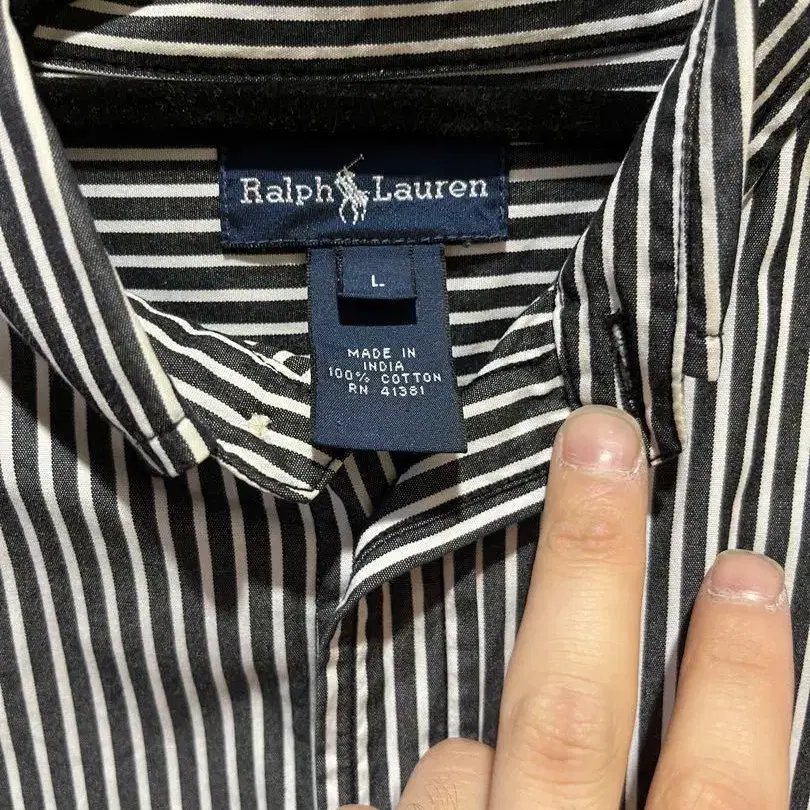 Ralph Lauren
L.
MADE IN
INDIA
100% COTTON
RN 41381